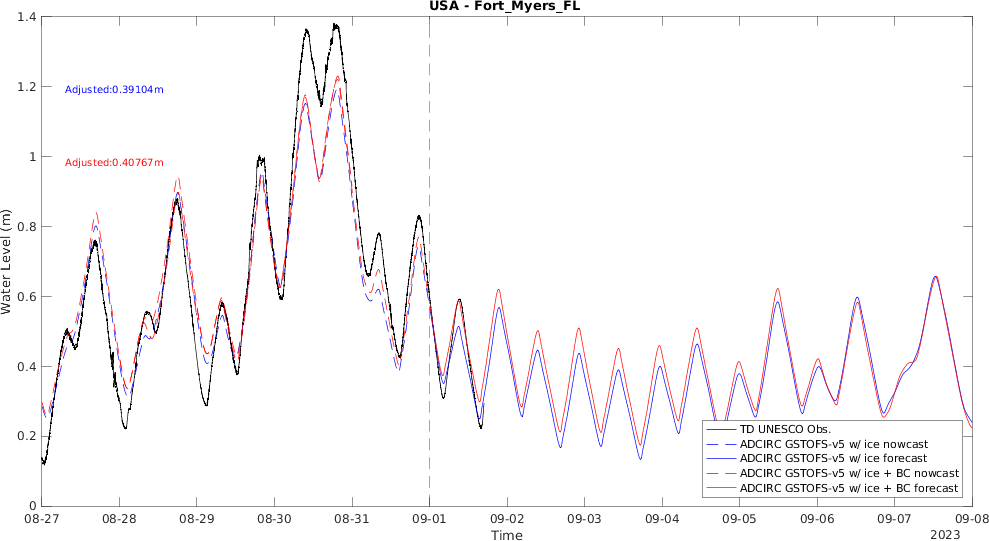 USA - Fort_Myers_FL
1.4
1.2
1
0.8
0.6
0.4
0.2
0
Water Level (m)
Adjusted:0.39104m
Adjusted:0.40767m
TD UNESCO Obs.
ADCIRC GSTOFS-v5 w/ ice nowcast
ADCIRC GSTOFS-v5 w/ ice forecast
ADCIRC GSTOFS-v5 w/ ice + BC nowcast
ADCIRC GSTOFS-v5 w/ ice + BC forecast
08-27 08-28 08-29 08-30 08-31 09-01 09-02 09-03 09-04 09-05 09-06 09-07 09-08
Time
2023